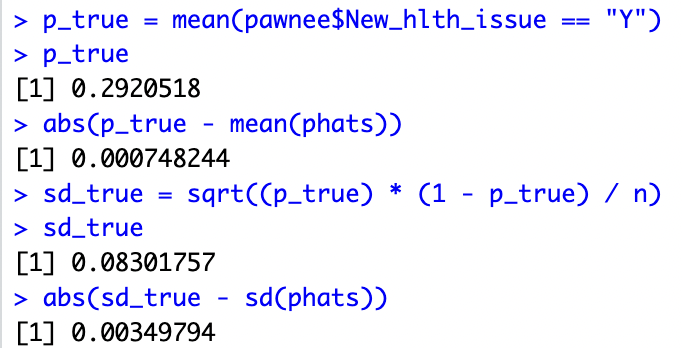 > p_true = mean(pawnee$New_hlth_issue == "Y")
> p_true
[1] 0.2920518
> abs(p_true - mean(phats))
[1] 0.000748244
> sd_true = sqrt((p_true) * (1 - p_true) / n)
> sd_true
[1] 0.08301757
> abs(sd_true - sd(phats))
[1] 0.00349794